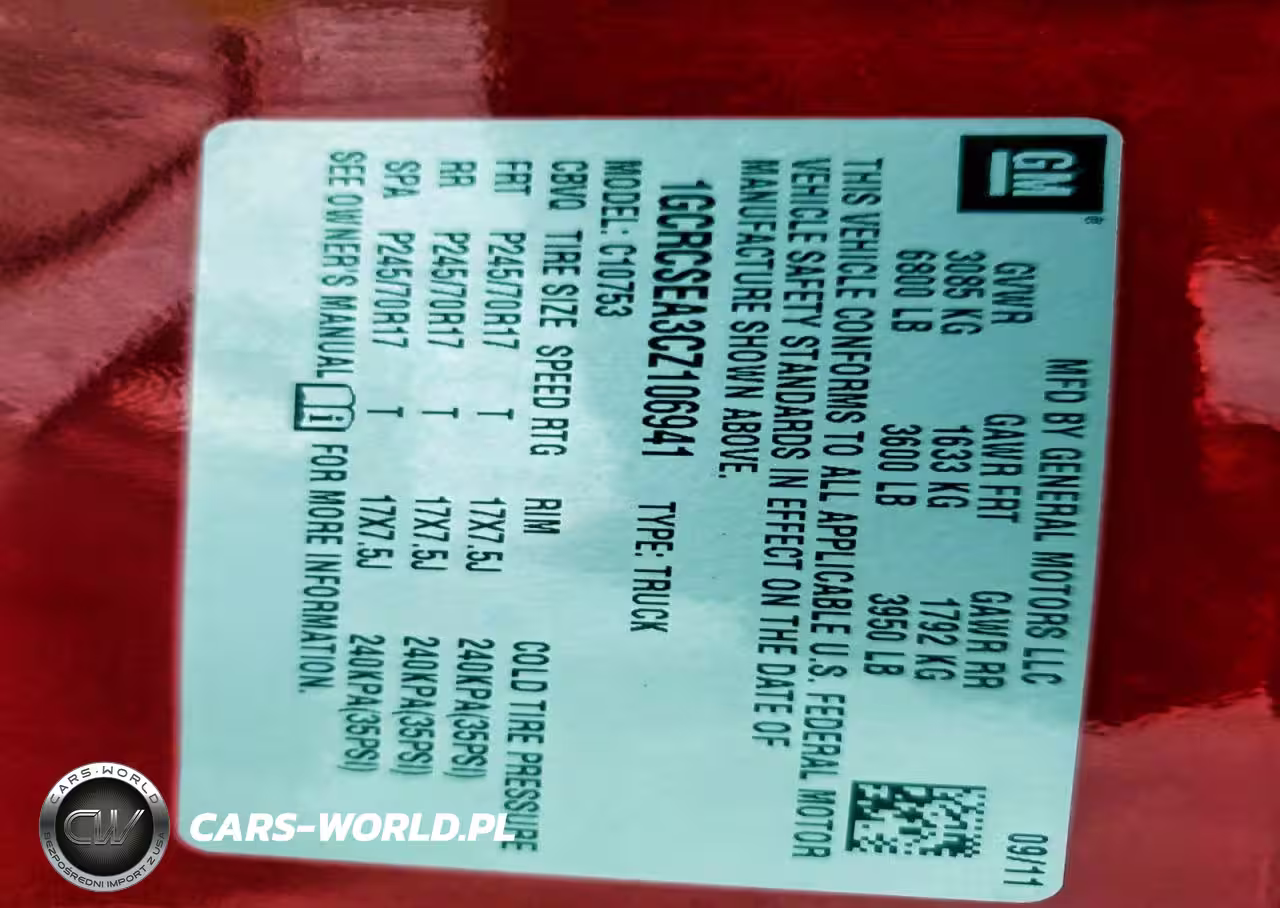 GM
MFD BY GENERAL MOTORS LLC 09/11
GVWR GAWR FRT GAWR RR
3085 KG 1633 KG 1792 KG
6800 LB 3600 LB 3950 LB
THIS VEHICLE CONFORMS TO ALL APPLICABLE U.S. FEDERAL MOTOR
VEHICLE SAFETY STANDARDS IN EFFECT ON THE DATE OF
MANUFACTURE SHOWN ABOVE.
1GCRCSEA3CZ106941 TYPE: TRUCK
MODEL: C10753
CRVQ TIRE SIZE SPEED RTG RIM COLD TIRE PRESSURE
FRT P245/70R17 T 17X7.5J 240KPA(35PSI)
RR P245/70R17 T 17X7.5J 240KPA(35PSI)
SPA P245/70R17 T 17X7.5J 240KPA(35PSI)
SEE OWNER'S MANUAL i FOR MORE INFORMATION.
CARS-WORLD
CW
BEZPOŚREDNI IMPORT Z USA
CARS-WORLD.PL